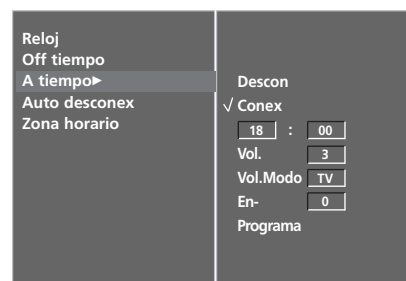 Reloj
Off tiempo
A tiempo►
Auto desconex
Zona horario
Descon
√ Conex
18 : 00
Vol. 3
Vol.Modo TV
En- 0
Programa